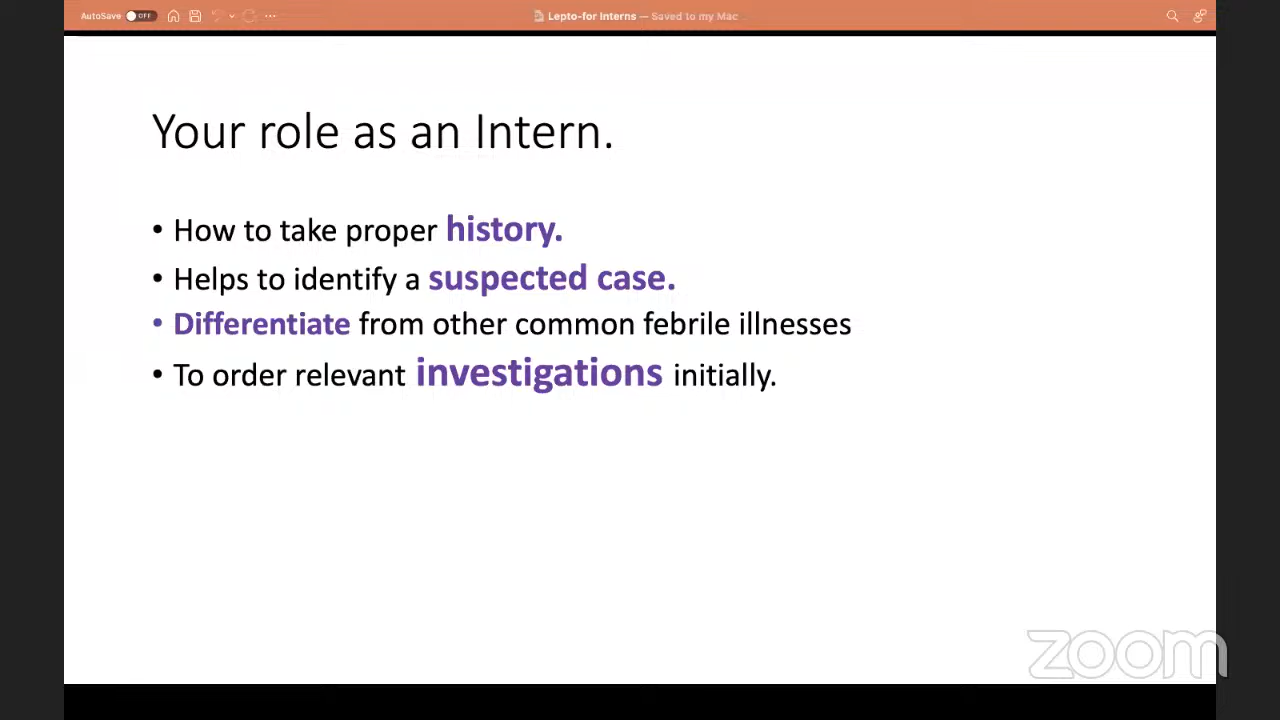 AutoSave OFF
Lepto-for Interns — Saved to my Mac
Your role as an Intern.
• How to take proper history.
• Helps to identify a suspected case.
• Differentiate from other common febrile illnesses
• To order relevant investigations initially.
zoom